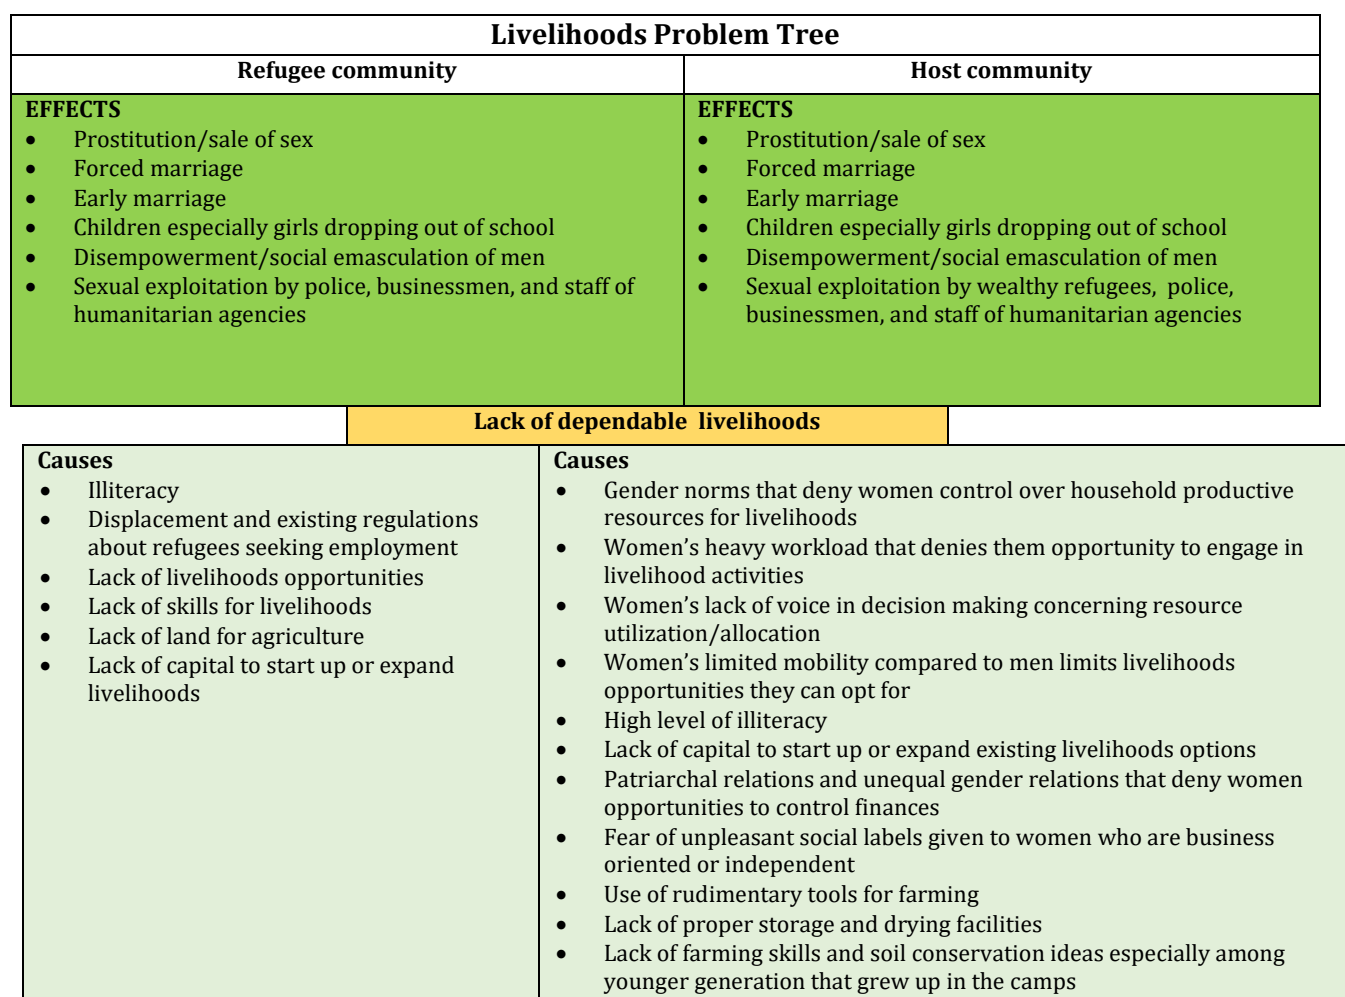 Livelihoods Problem Tree
Refugee community
Host community
EFFECTS
• Prostitution/sale of sex
• Forced marriage
• Early marriage
• Children especially girls dropping out of school
• Disempowerment/social emasculation of men
• Sexual exploitation by police, businessmen, and staff of
humanitarian agencies
EFFECTS
• Prostitution/sale of sex
• Forced marriage
• Early marriage
• Children especially girls dropping out of school
• Disempowerment/social emasculation of men
• Sexual exploitation by wealthy refugees, police,
businessmen, and staff of humanitarian agencies
Lack of dependable livelihoods
Causes
• Illiteracy
• Displacement and existing regulations
about refugees seeking employment
• Lack of livelihoods opportunities
• Lack of skills for livelihoods
• Lack of land for agriculture
• Lack of capital to start up or expand
livelihoods
Causes
• Gender norms that deny women control over household productive
resources for livelihoods
• Women’s heavy workload that denies them opportunity to engage in
livelihood activities
• Women’s lack of voice in decision making concerning resource
utilization/allocation
• Women’s limited mobility compared to men limits livelihoods
opportunities they can opt for
• High level of illiteracy
• Lack of capital to start up or expand existing livelihoods options
• Patriarchal relations and unequal gender relations that deny women
opportunities to control finances
• Fear of unpleasant social labels given to women who are business
oriented or independent
• Use of rudimentary tools for farming
• Lack of proper storage and drying facilities
• Lack of farming skills and soil conservation ideas especially among
younger generation that grew up in the camps